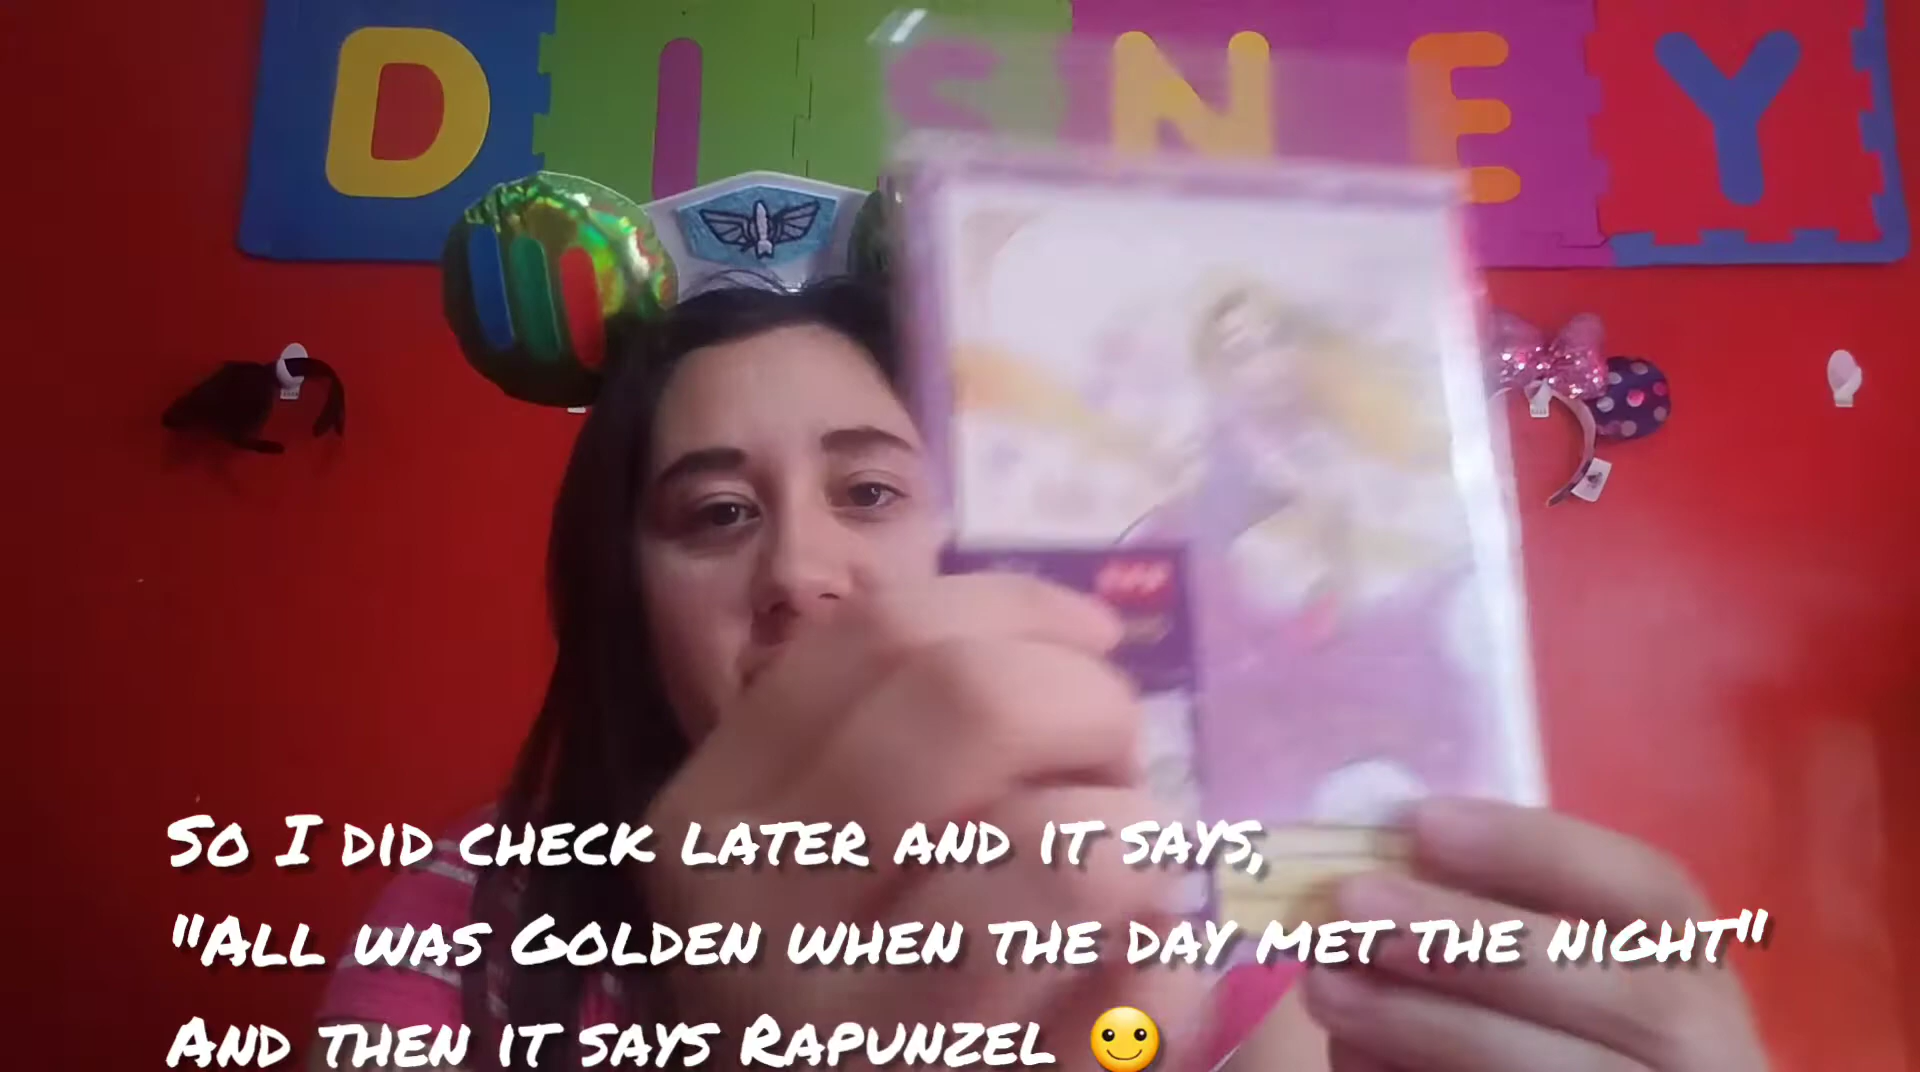 DISNEY
So I did check later and it says,
"All was Golden when the day met the night"
And then it says Rapunzel 🙂